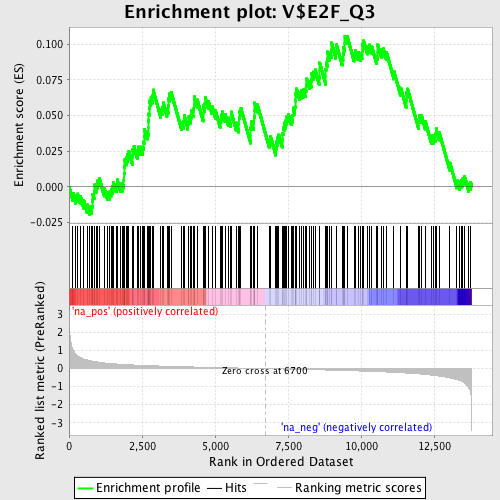 Enrichment plot: V$E2F_Q3
Enrichment score (ES)
0.100
0.075
0.050
0.025
0.000
-0.025
'na_pos' (positively correlated)
Ranked list metric (PreRanked)
3
2
1
0
-1
-2
-3
Zero cross at 6700
'na_neg' (negatively correlated)
0
2,500
5,000
7,500
10,000
12,500
Rank in Ordered Dataset
Enrichment profile
Hits
Ranking metric scores